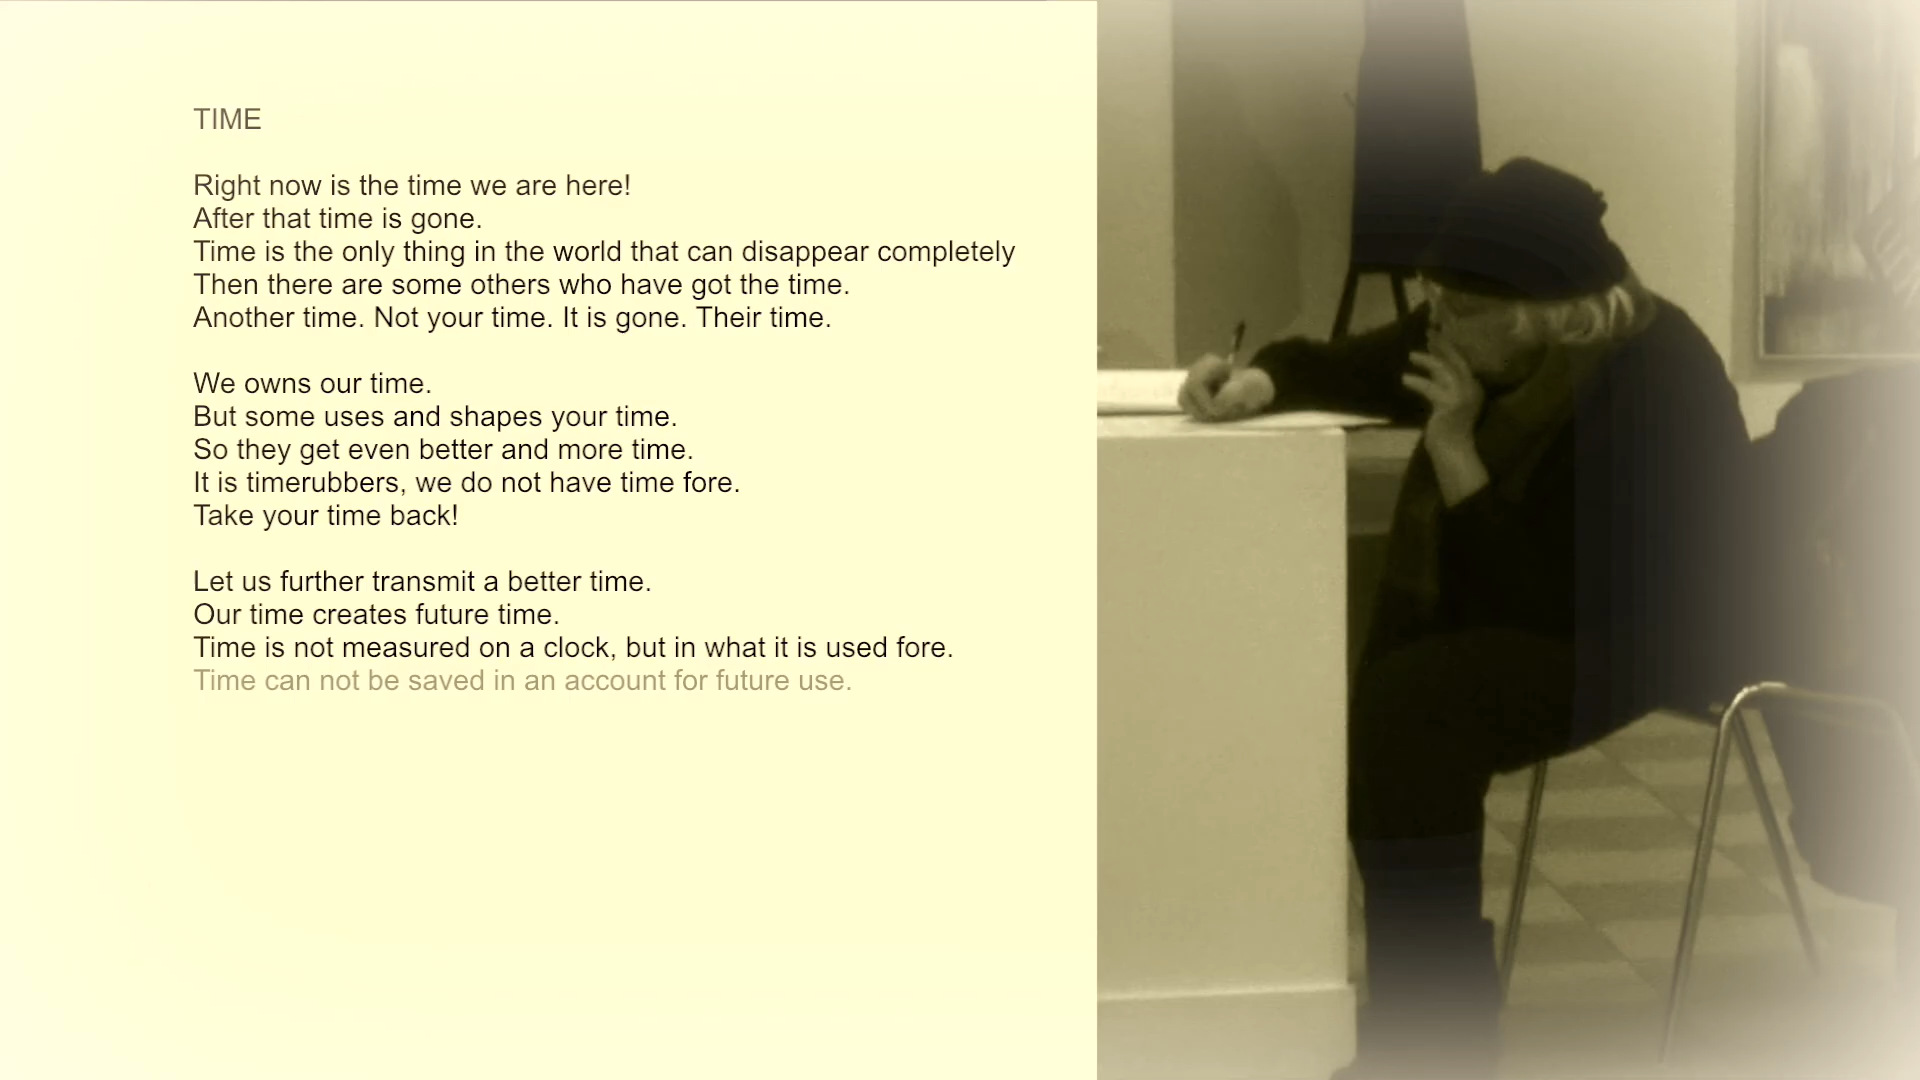 TIME
Right now is the time we are here!
After that time is gone.
Time is the only thing in the world that can disappear completely
Then there are some others who have got the time.
Another time. Not your time. It is gone. Their time.
We owns our time.
But some uses and shapes your time.
So they get even better and more time.
It is timerubbers, we do not have time fore.
Take your time back!
Let us further transmit a better time.
Our time creates future time.
Time is not measured on a clock, but in what it is used fore.
Time can not be saved in an account for future use.